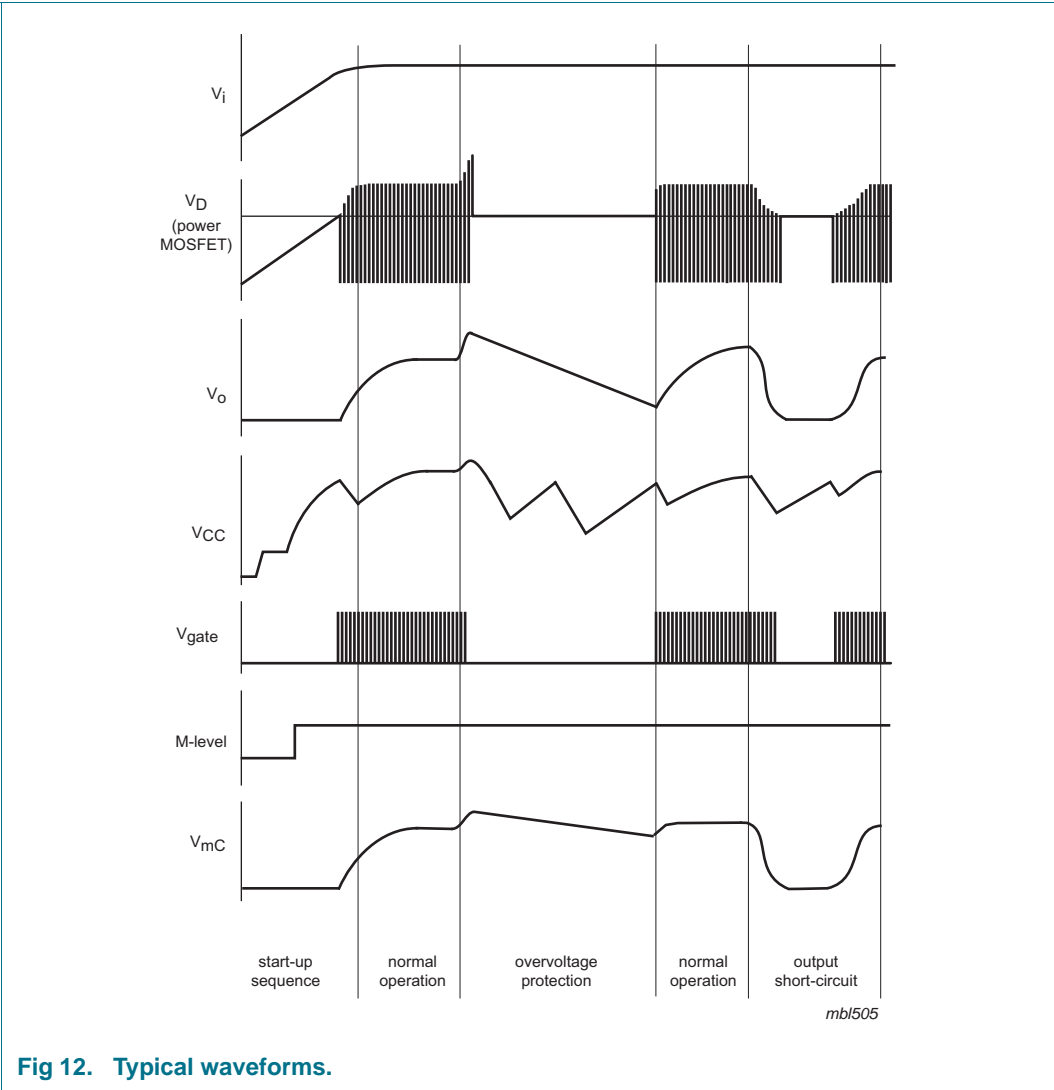 Vi
VD
(power
MOSFET)
Vo
VCC
Vgate
M-level
VmC
start-up
sequence
normal
operation
overvoltage
protection
normal
operation
output
short-circuit
mbl505
Fig 12. Typical waveforms.